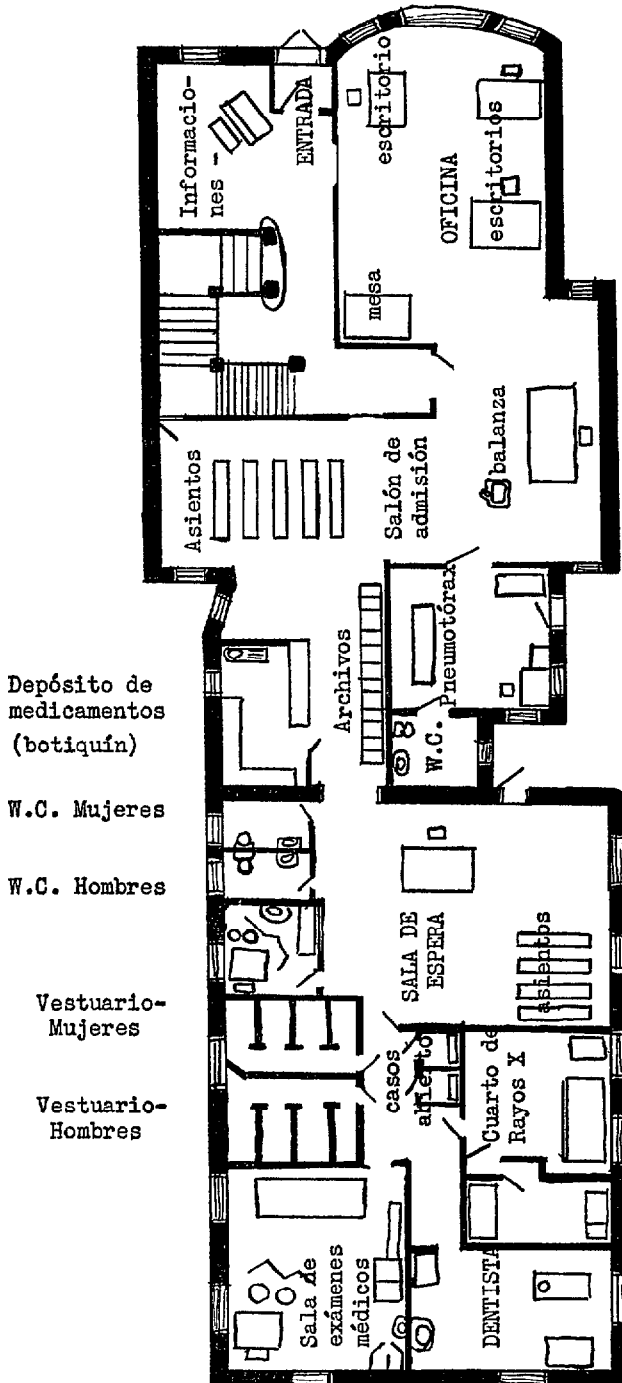 Informacio-
nes -
ENTRADA
escritorio
OFICINA
escritorios
mesa
Asientos
Salón de
admisión
balanza
Archivos
Pneumotórax
W.C.
Depósito de
medicamentos
(botiquín)
W.C. Mujeres
W.C. Hombres
SALA DE
ESPERA
asientos
Vestuario-
Mujeres
Vestuario-
Hombres
casos
abierto
Cuarto de
Rayos X
Sala de
exámenes
médicos
DENTISTA